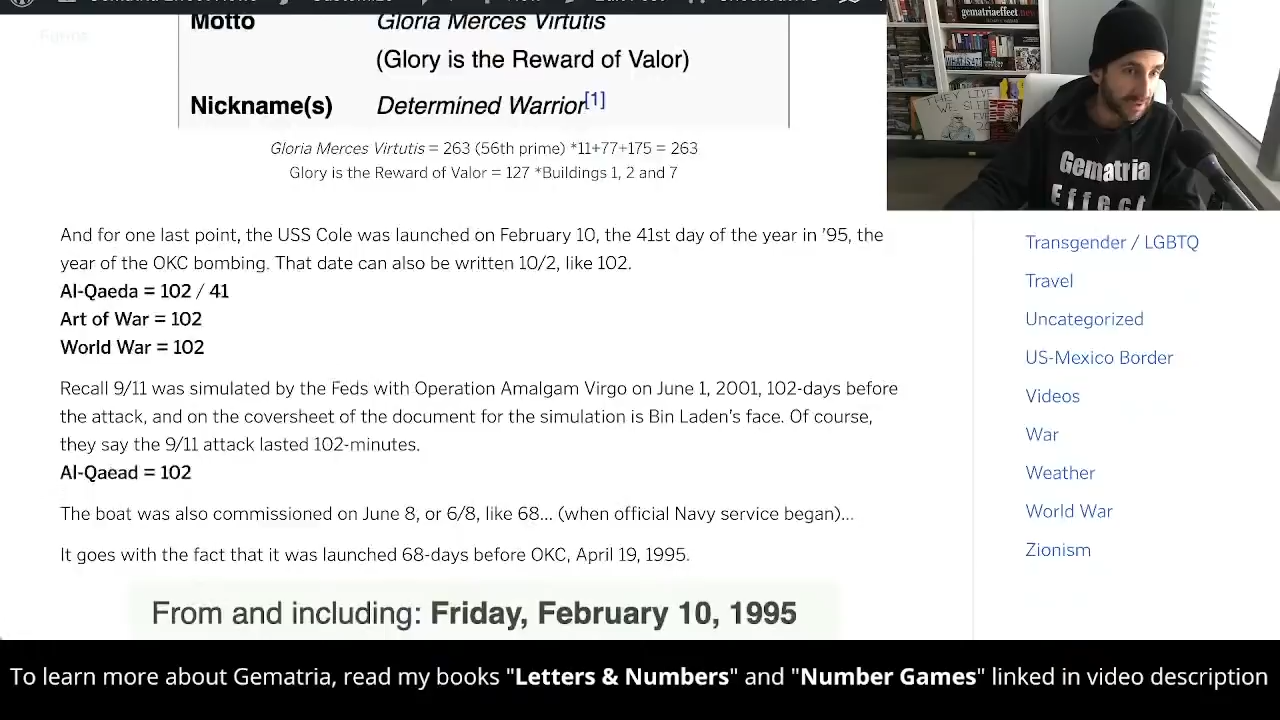 Motto Gloria Merces Virtutis
(Glory is the Reward of Valor)
Nickname(s) Determined Warrior[1]
Gloria Merces Virtutis = 263 (56th prime) *11+77+175 = 263
Glory is the Reward of Valor = 127 *Buildings 1, 2 and 7
And for one last point, the USS Cole was launched on February 10, the 41st day of the year in ’95, the
year of the OKC bombing. That date can also be written 10/2, like 102.
Al-Qaeda = 102 / 41
Art of War = 102
World War = 102
Recall 9/11 was simulated by the Feds with Operation Amalgam Virgo on June 1, 2001, 102-days before
the attack, and on the coversheet of the document for the simulation is Bin Laden’s face. Of course,
they say the 9/11 attack lasted 102-minutes.
Al-Qaead = 102
The boat was also commissioned on June 8, or 6/8, like 68… (when official Navy service began)…
It goes with the fact that it was launched 68-days before OKC, April 19, 1995.
From and including: Friday, February 10, 1995
gematriaeffect.news
THEY LIVE
WE SLEEP
Gematria
Effect
Transgender / LGBTQ
Travel
Uncategorized
US-Mexico Border
Videos
War
Weather
World War
Zionism
To learn more about Gematria, read my books "Letters & Numbers" and "Number Games" linked in video description